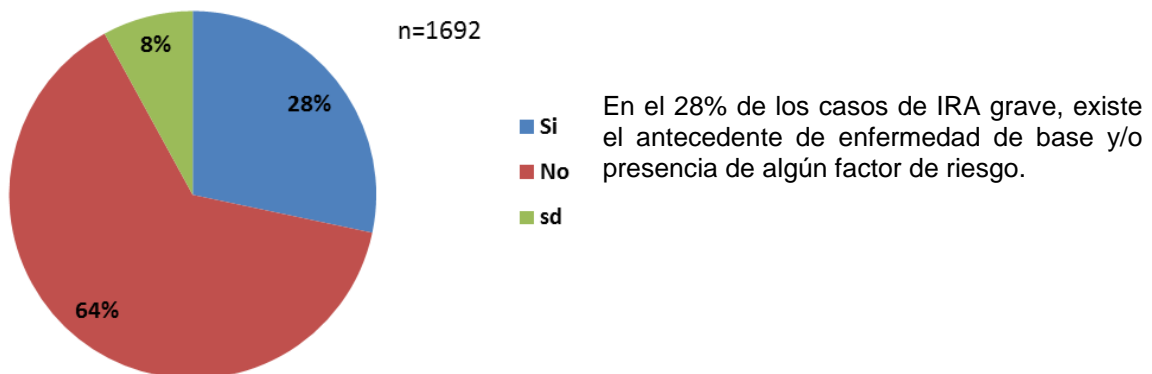 8%
n=1692
28%
Si
No
sd
64%
En el 28% de los casos de IRA grave, existe
el antecedente de enfermedad de base y/o
presencia de algún factor de riesgo.